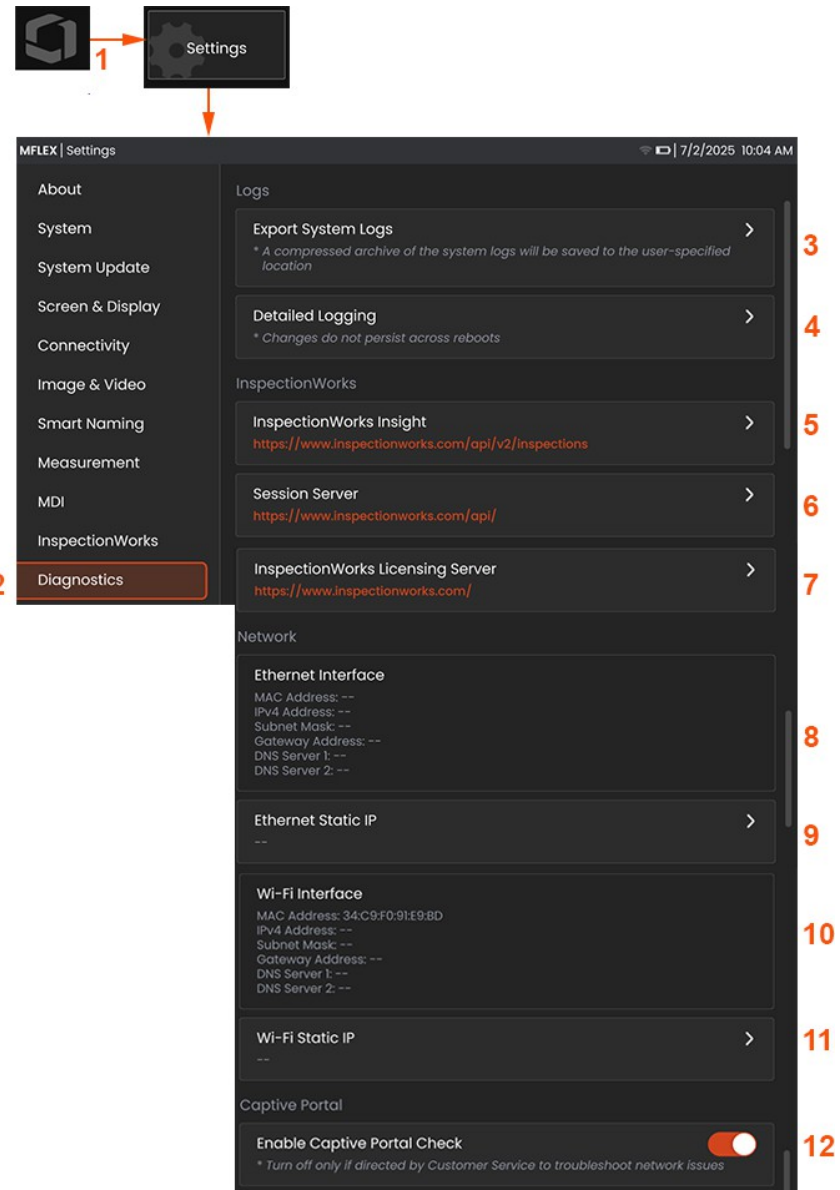 1
Settings
MFLEX | Settings
7/2/2025 10:04 AM
About
System
System Update
Screen & Display
Connectivity
Image & Video
Smart Naming
Measurement
MDI
InspectionWorks
2
Diagnostics
Logs
Export System Logs
* A compressed archive of the system logs will be saved to the user-specified
location
3
Detailed Logging
* Changes do not persist across reboots
4
InspectionWorks
InspectionWorks Insight
https://www.inspectionworks.com/api/v2/inspections
5
Session Server
https://www.inspectionworks.com/api/
6
InspectionWorks Licensing Server
https://www.inspectionworks.com/
7
Network
Ethernet Interface
MAC Address: --
IPv4 Address: --
Subnet Mask: --
Gateway Address: --
DNS Server 1: --
DNS Server 2: --
8
Ethernet Static IP
--
9
Wi-Fi Interface
MAC Address: 34:C9:F0:91:E9:BD
IPv4 Address: --
Subnet Mask: --
Gateway Address: --
DNS Server 1: --
DNS Server 2: --
10
Wi-Fi Static IP
--
11
Captive Portal
Enable Captive Portal Check
* Turn off only if directed by Customer Service to troubleshoot network issues
12